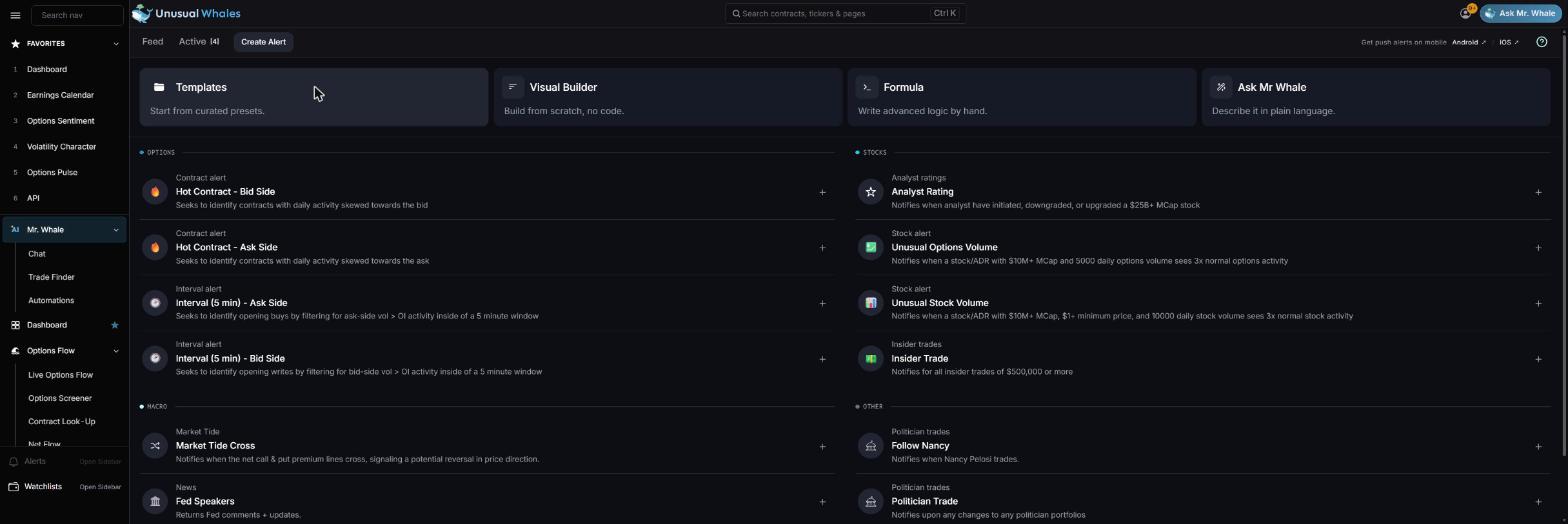 Search nav
Unusual Whales
Search contracts, tickers & pages
Ctrl K
9+
Ask Mr. Whale
FAVORITES
1 Dashboard
2 Earnings Calendar
3 Options Sentiment
4 Volatility Character
5 Options Pulse
6 API
AI Mr. Whale
Chat
Trade Finder
Automations
Dashboard
Options Flow
Live Options Flow
Options Screener
Contract Look-Up
Net Flow
Alerts Open Sidebar
Watchlists Open Sidebar
Feed Active [4] Create Alert
Get push alerts on mobile Android ↗ / iOS ↗
Templates
Start from curated presets.
Visual Builder
Build from scratch, no code.
Formula
Write advanced logic by hand.
Ask Mr Whale
Describe it in plain language.
OPTIONS
Contract alert
Hot Contract - Bid Side
Seeks to identify contracts with daily activity skewed towards the bid
Contract alert
Hot Contract - Ask Side
Seeks to identify contracts with daily activity skewed towards the ask
Interval alert
Interval (5 min) - Ask Side
Seeks to identify opening buys by filtering for ask-side vol > OI activity inside of a 5 minute window
Interval alert
Interval (5 min) - Bid Side
Seeks to identify opening writes by filtering for bid-side vol > OI activity inside of a 5 minute window
STOCKS
Analyst ratings
Analyst Rating
Notifies when analyst have initiated, downgraded, or upgraded a $25B+ MCap stock
Stock alert
Unusual Options Volume
Notifies when a stock/ADR with $10M+ MCap and 5000 daily options volume sees 3x normal options activity
Stock alert
Unusual Stock Volume
Notifies when a stock/ADR with $10M+ MCap, $1+ minimum price, and 10000 daily stock volume sees 3x normal stock activity
Insider trades
Insider Trade
Notifies for all insider trades of $500,000 or more
MACRO
Market Tide
Market Tide Cross
Notifies when the net call & put premium lines cross, signaling a potential reversal in price direction.
News
Fed Speakers
Returns Fed comments + updates.
OTHER
Politician trades
Follow Nancy
Notifies when Nancy Pelosi trades.
Politician trades
Politician Trade
Notifies upon any changes to any politician portfolios